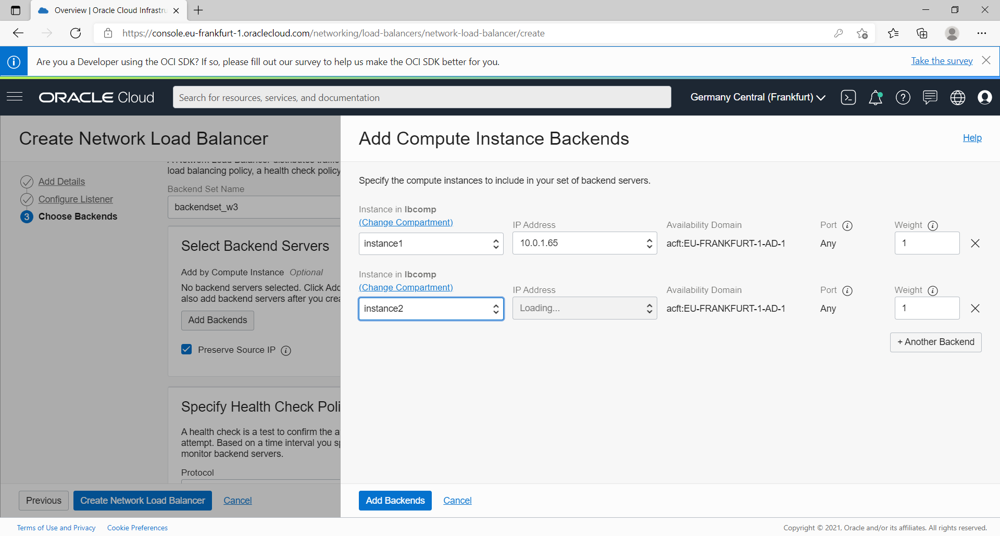 Overview | Oracle Cloud Infrastru
https://console.eu-frankfurt-1.oraclecloud.com/networking/load-balancers/network-load-balancer/create
Are you a Developer using the OCI SDK? If so, please fill out our survey to help us make the OCI SDK better for you.
Take the survey
ORACLE Cloud
Search for resources, services, and documentation
Germany Central (Frankfurt)
Create Network Load Balancer
Add Details
Configure Listener
3 Choose Backends
A Network Load Balancer distributes traffic
load balancing policy, a health check policy
Backend Set Name
backendset_w3
Select Backend Servers
Add by Compute Instance Optional
No backend servers selected. Click Add
also add backend servers after you crea
Add Backends
Preserve Source IP
Specify Health Check Poli
A health check is a test to confirm the a
attempt. Based on a time interval you sp
monitor backend servers.
Protocol
Previous
Create Network Load Balancer
Cancel
Add Compute Instance Backends
Help
Specify the compute instances to include in your set of backend servers.
Instance in lbcomp
(Change Compartment)
IP Address
Availability Domain
Port
Weight
instance1
10.0.1.65
acft:EU-FRANKFURT-1-AD-1
Any
1
Instance in lbcomp
(Change Compartment)
IP Address
Availability Domain
Port
Weight
instance2
Loading...
acft:EU-FRANKFURT-1-AD-1
Any
1
+ Another Backend
Add Backends
Cancel
Terms of Use and Privacy
Cookie Preferences
Copyright © 2021, Oracle and/or its affiliates. All rights reserved.